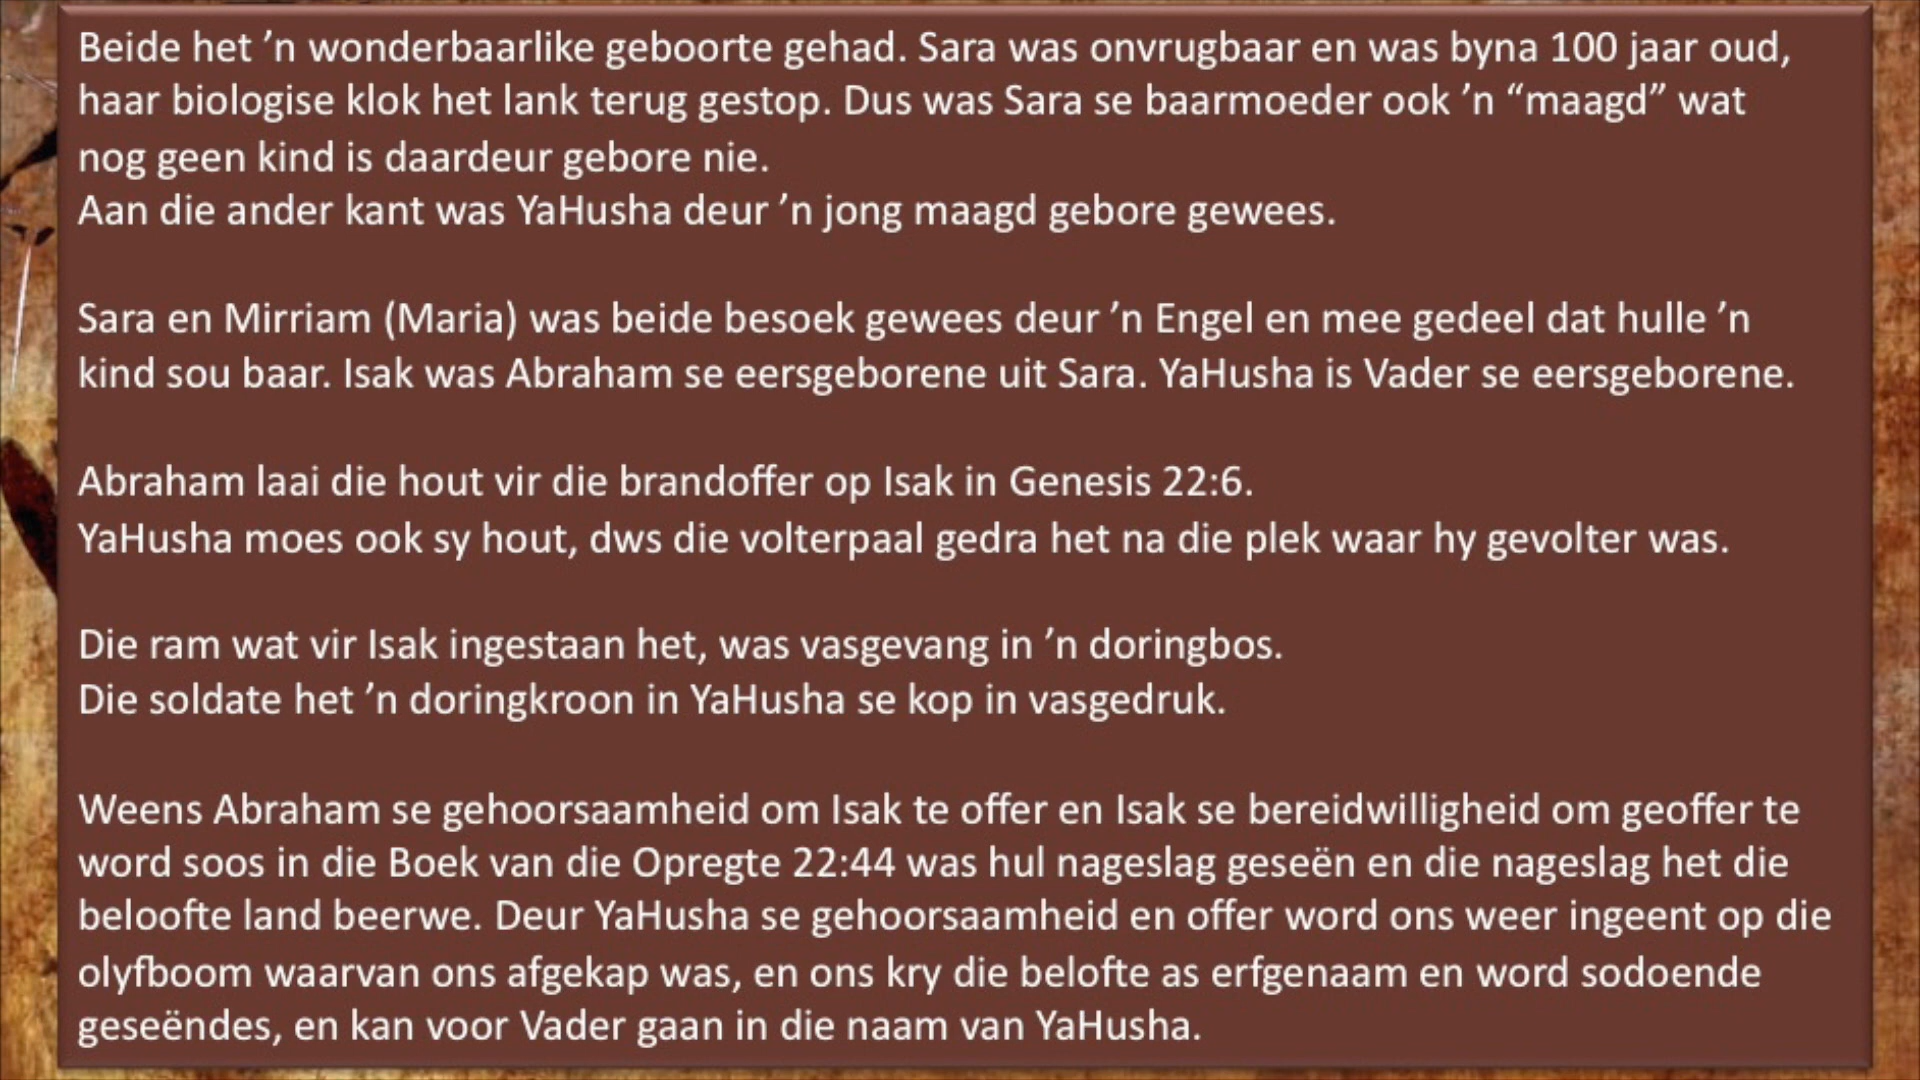 Beide het ’n wonderbaarlike geboorte gehad. Sara was onvrugbaar en was byna 100 jaar oud,
haar biologise klok het lank terug gestop. Dus was Sara se baarmoeder ook ’n “maagd” wat
nog geen kind is daardeur gebore nie.
Aan die ander kant was YaHusha deur ’n jong maagd gebore gewees.
Sara en Mirriam (Maria) was beide besoek gewees deur ’n Engel en mee gedeel dat hulle ’n
kind sou baar. Isak was Abraham se eersgeborene uit Sara. YaHusha is Vader se eersgeborene.
Abraham laai die hout vir die brandoffer op Isak in Genesis 22:6.
YaHusha moes ook sy hout, dws die volterpaal gedra het na die plek waar hy gevolter was.
Die ram wat vir Isak ingestaan het, was vasgevang in ’n doringbos.
Die soldate het ’n doringkroon in YaHusha se kop in vasgedruk.
Weens Abraham se gehoorsaamheid om Isak te offer en Isak se bereidwilligheid om geoffer te
word soos in die Boek van die Opregte 22:44 was hul nageslag geseën en die nageslag het die
beloofte land beerwe. Deur YaHusha se gehoorsaamheid en offer word ons weer ingeent op die
olyfboom waarvan ons afgekap was, en ons kry die belofte as erfgenaam en word sodoende
geseëndes, en kan voor Vader gaan in die naam van YaHusha.